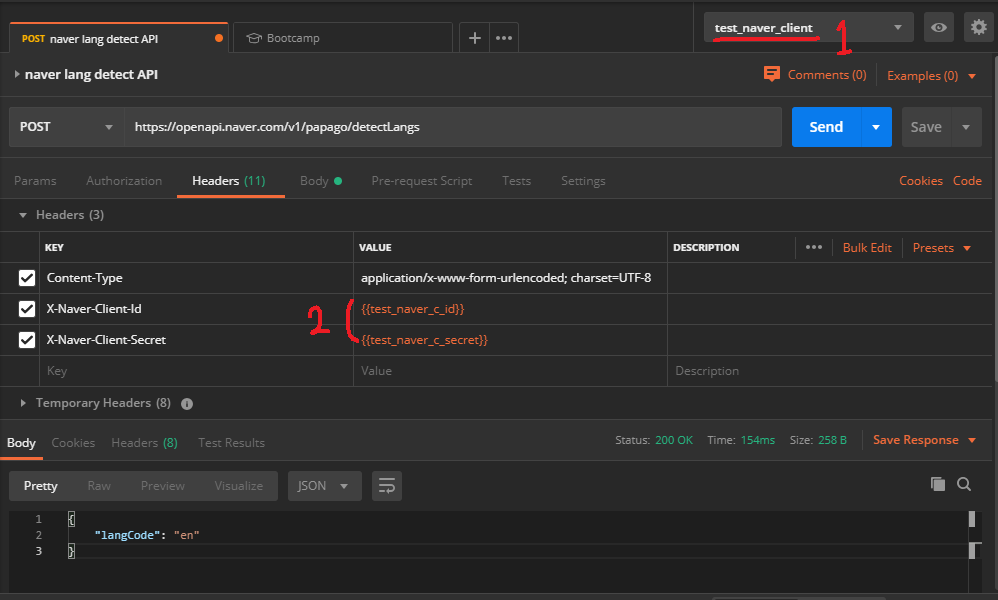 POST naver lang detect API
Bootcamp
test_naver_client
1
naver lang detect API
Comments (0)
Examples (0)
POST
https://openapi.naver.com/v1/papago/detectLangs
Send
Save
Params
Authorization
Headers (11)
Body
Pre-request Script
Tests
Settings
Cookies
Code
Headers (3)
KEY
VALUE
DESCRIPTION
Bulk Edit
Presets
Content-Type
application/x-www-form-urlencoded; charset=UTF-8
X-Naver-Client-Id
2
{{test_naver_c_id}}
X-Naver-Client-Secret
{{test_naver_c_secret}}
Key
Value
Description
Temporary Headers (8)
Body
Cookies
Headers (8)
Test Results
Status: 200 OK
Time: 154ms
Size: 258 B
Save Response
Pretty
Raw
Preview
Visualize
JSON
1 {
2 "langCode": "en"
3 }